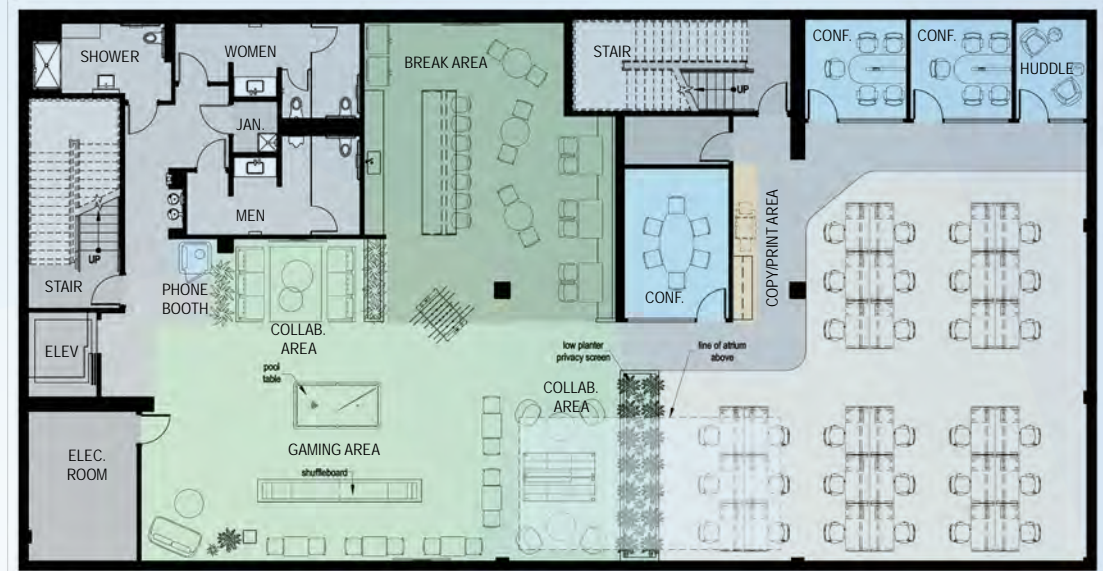 SHOWER
WOMEN
BREAK AREA
STAIR
CONF.
CONF.
HUDDLE
UP
JAN.
MEN
UP
STAIR
PHONE
BOOTH
COLLAB.
AREA
CONF.
COPY/PRINT AREA
ELEV
pool
table
low planter
privacy screen
line of atrium
above
COLLAB.
AREA
GAMING AREA
shuffleboard
ELEC.
ROOM